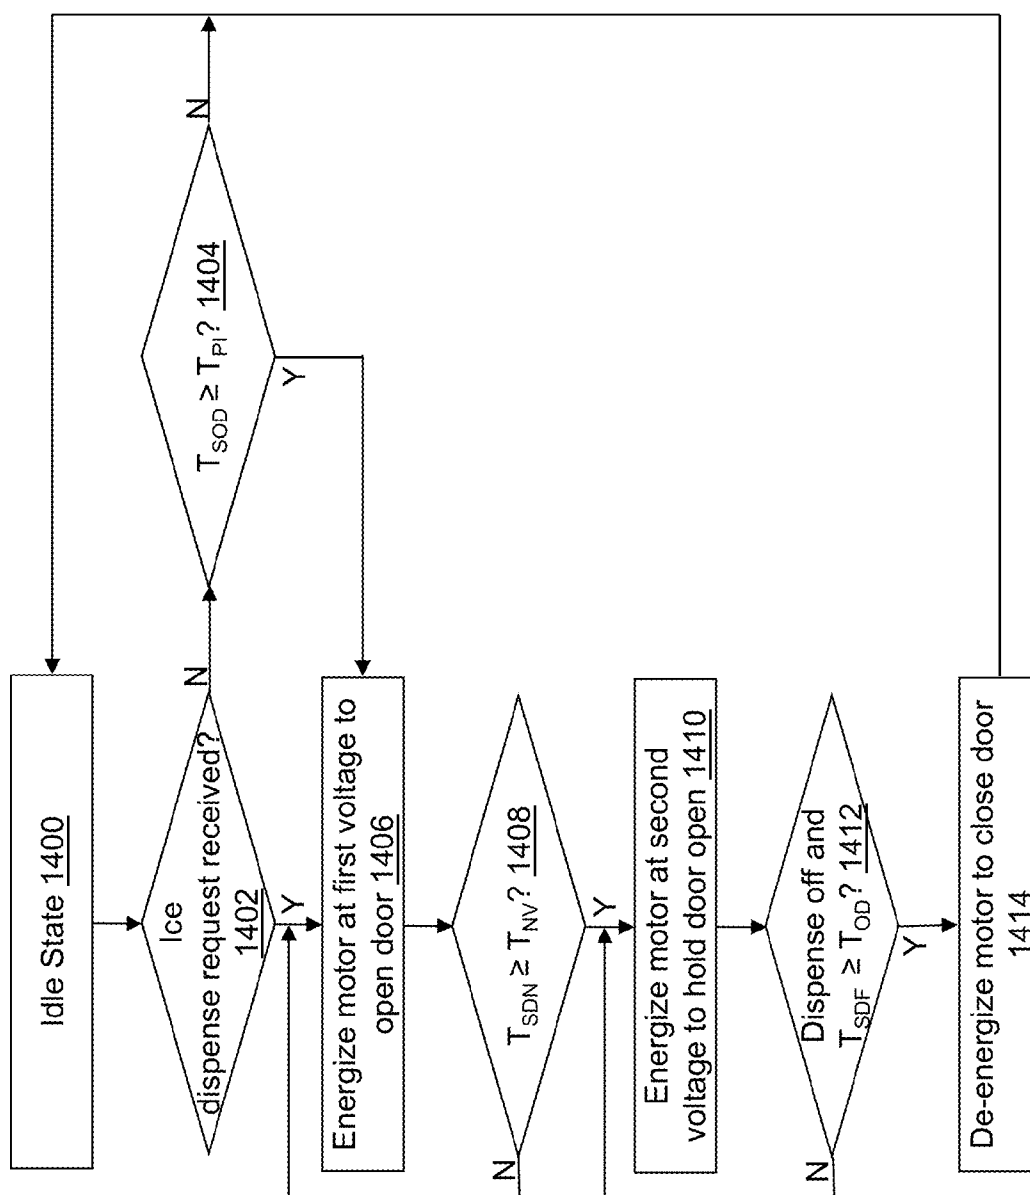 Idle State 1400
Ice
dispense request received?
1402
N
Y
T_SOD ≥ T_PI? 1404
N
Y
Energize motor at first voltage to
open door 1406
T_SDN ≥ T_NV? 1408
N
Y
Energize motor at second
voltage to hold door open 1410
Dispense off and
T_SDF ≥ T_OD? 1412
N
Y
De-energize motor to close door
1414